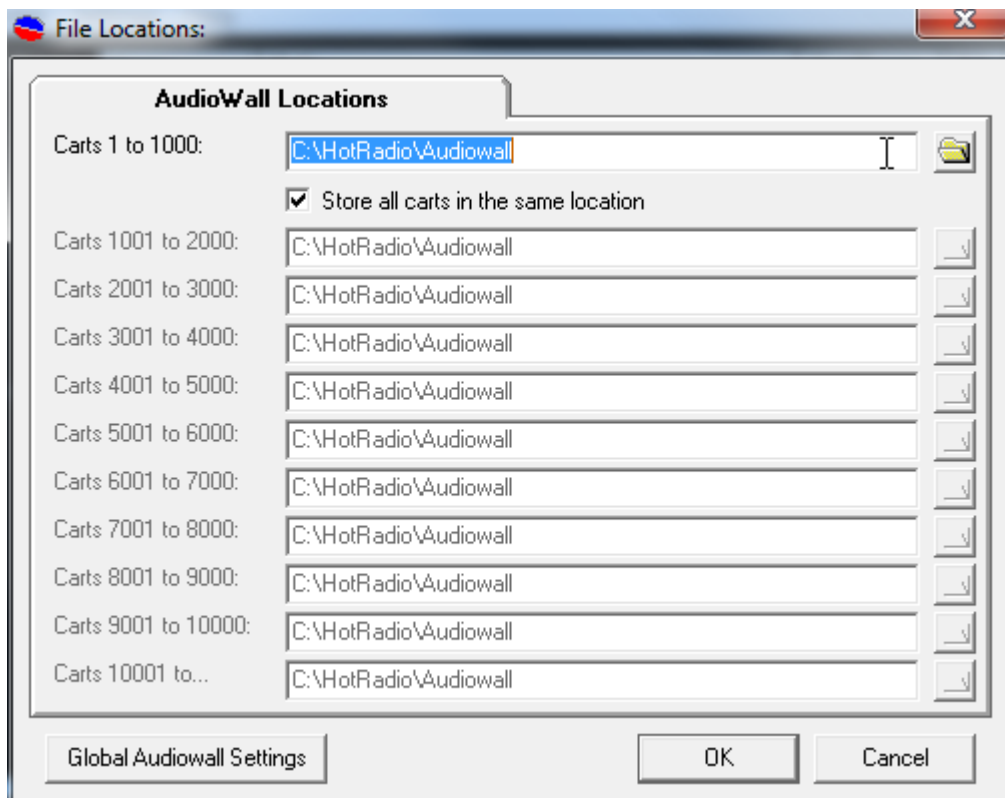 File Locations:
AudioWall Locations
Carts 1 to 1000: C:\HotRadio\Audiowall
Store all carts in the same location
Carts 1001 to 2000: C:\HotRadio\Audiowall
Carts 2001 to 3000: C:\HotRadio\Audiowall
Carts 3001 to 4000: C:\HotRadio\Audiowall
Carts 4001 to 5000: C:\HotRadio\Audiowall
Carts 5001 to 6000: C:\HotRadio\Audiowall
Carts 6001 to 7000: C:\HotRadio\Audiowall
Carts 7001 to 8000: C:\HotRadio\Audiowall
Carts 8001 to 9000: C:\HotRadio\Audiowall
Carts 9001 to 10000: C:\HotRadio\Audiowall
Carts 10001 to... C:\HotRadio\Audiowall
Global Audiowall Settings OK Cancel